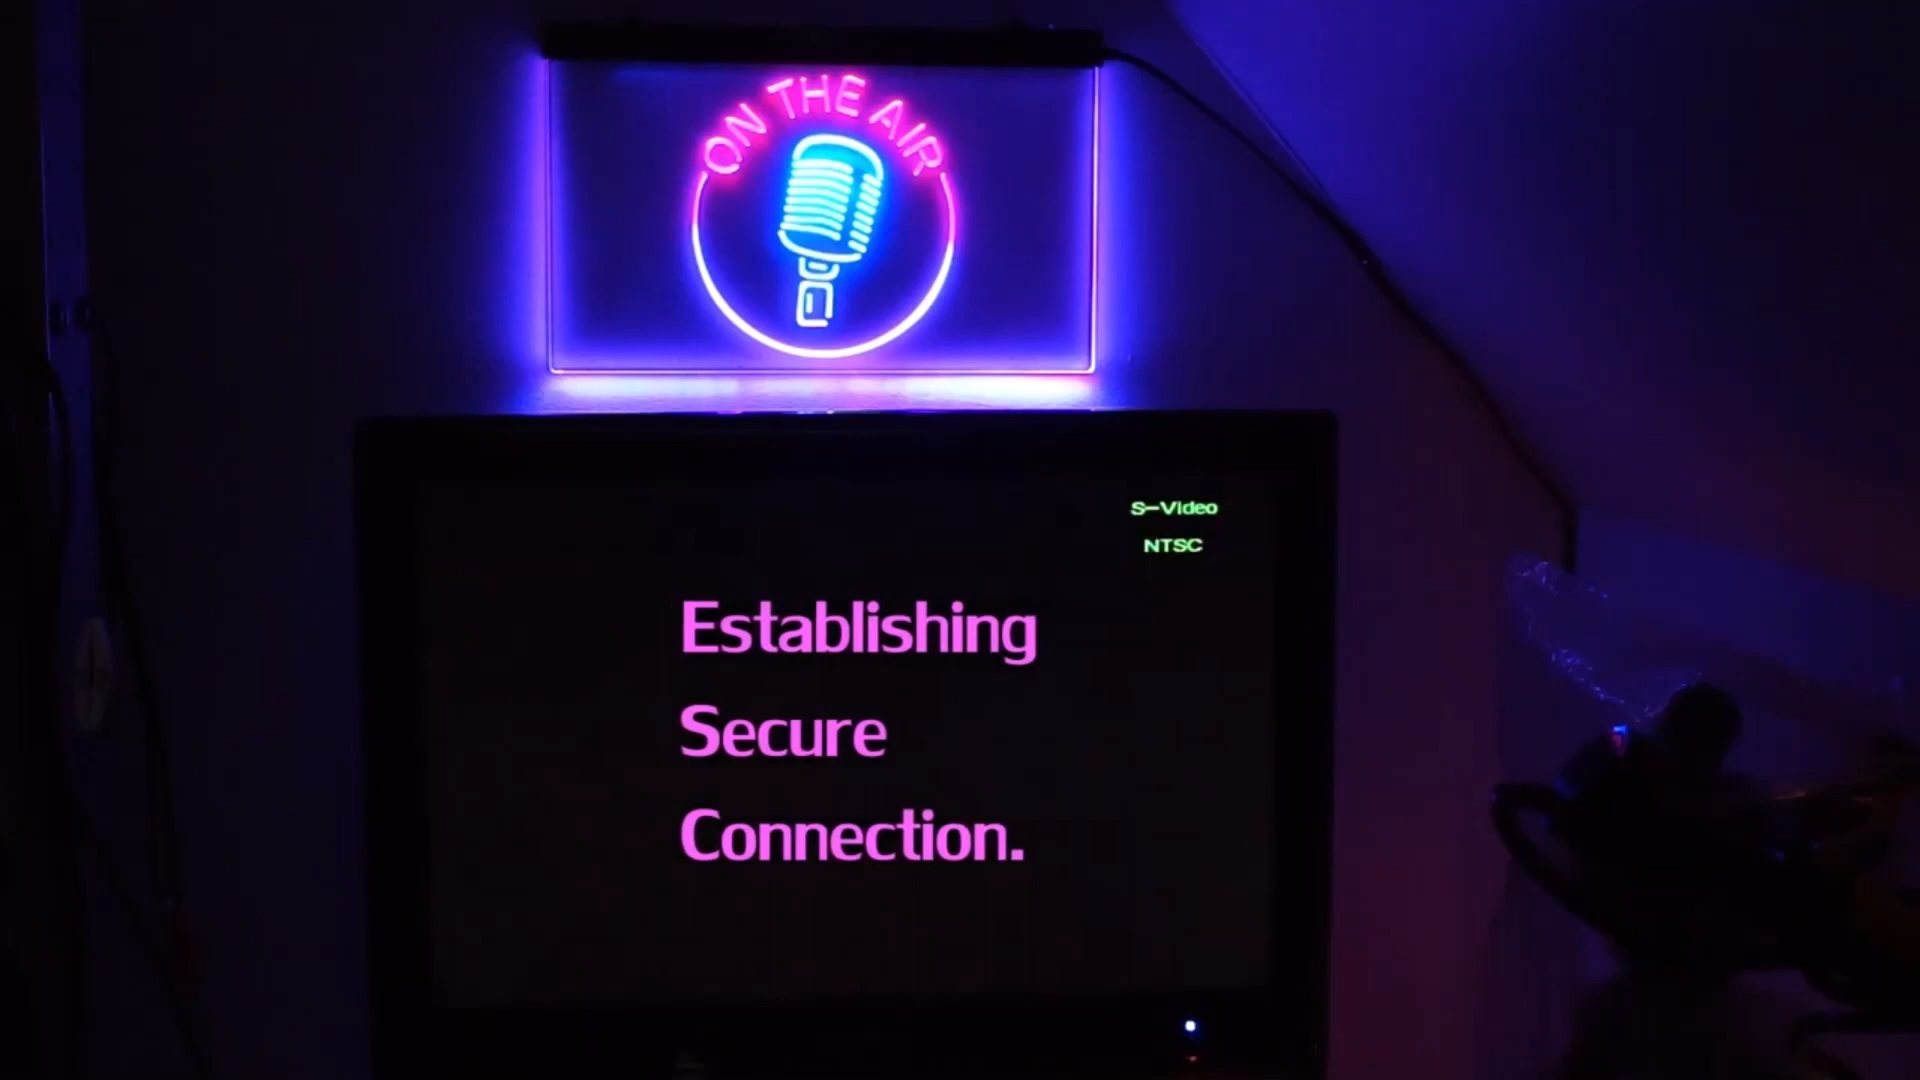 ON THE AIR
S-Video
NTSC
Establishing
Secure
Connection.